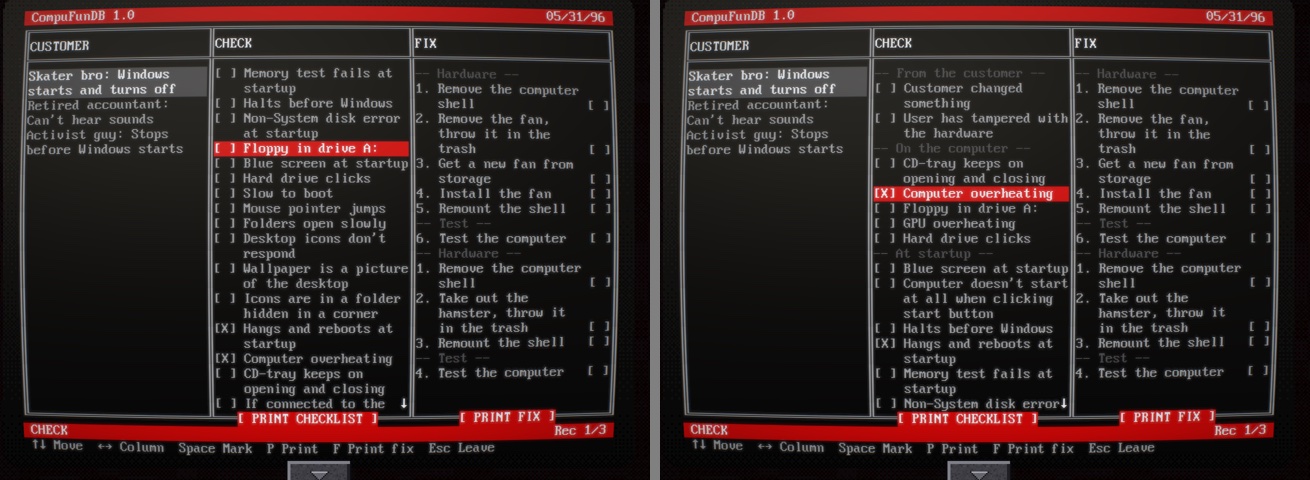 CompuFunDB 1.0 05/31/96
CUSTOMER CHECK FIX
Skater bro: Windows
starts and turns off
Retired accountant:
Can't hear sounds
Activist guy: Stops
before Windows starts
[ ] Memory test fails at
startup
[ ] Halts before Windows
[ ] Non-System disk error
at startup
[ ] Floppy in drive A:
[ ] Blue screen at startup
[ ] Hard drive clicks
[ ] Slow to boot
[ ] Mouse pointer jumps
[ ] Folders open slowly
[ ] Desktop icons don't
respond
[ ] Wallpaper is a picture
of the desktop
[ ] Icons are in a folder
hidden in a corner
[X] Hangs and reboots at
startup
[X] Computer overheating
[ ] CD-tray keeps on
opening and closing
[ ] If connected to the ↓
-- Hardware --
1. Remove the computer
shell [ ]
2. Remove the fan,
throw it in the
trash [ ]
3. Get a new fan from
storage [ ]
4. Install the fan [ ]
5. Remount the shell [ ]
-- Test --
6. Test the computer [ ]
-- Hardware --
1. Remove the computer
shell [ ]
2. Take out the
hamster, throw it
in the trash [ ]
3. Remount the shell [ ]
-- Test --
4. Test the computer [ ]
[ PRINT CHECKLIST ] [ PRINT FIX ]
CHECK Rec 1/3
↑↓ Move ↔ Column Space Mark P Print F Print fix Esc Leave
CompuFunDB 1.0 05/31/96
CUSTOMER CHECK FIX
Skater bro: Windows
starts and turns off
Retired accountant:
Can't hear sounds
Activist guy: Stops
before Windows starts
-- From the customer --
[ ] Customer changed
something
[ ] User has tampered with
the hardware
-- On the computer --
[ ] CD-tray keeps on
opening and closing
[X] Computer overheating
[ ] Floppy in drive A:
[ ] GPU overheating
[ ] Hard drive clicks
-- At startup --
[ ] Blue screen at startup
[ ] Computer doesn't start
at all when clicking
start button
[ ] Halts before Windows
[X] Hangs and reboots at
startup
[ ] Memory test fails at
startup
[ ] Non-System disk error↓
-- Hardware --
1. Remove the computer
shell [ ]
2. Remove the fan,
throw it in the
trash [ ]
3. Get a new fan from
storage [ ]
4. Install the fan [ ]
5. Remount the shell [ ]
-- Test --
6. Test the computer [ ]
-- Hardware --
1. Remove the computer
shell [ ]
2. Take out the
hamster, throw it
in the trash [ ]
3. Remount the shell [ ]
-- Test --
4. Test the computer [ ]
[ PRINT CHECKLIST ] [ PRINT FIX ]
CHECK Rec 1/3
↑↓ Move ↔ Column Space Mark P Print F Print fix Esc Leave